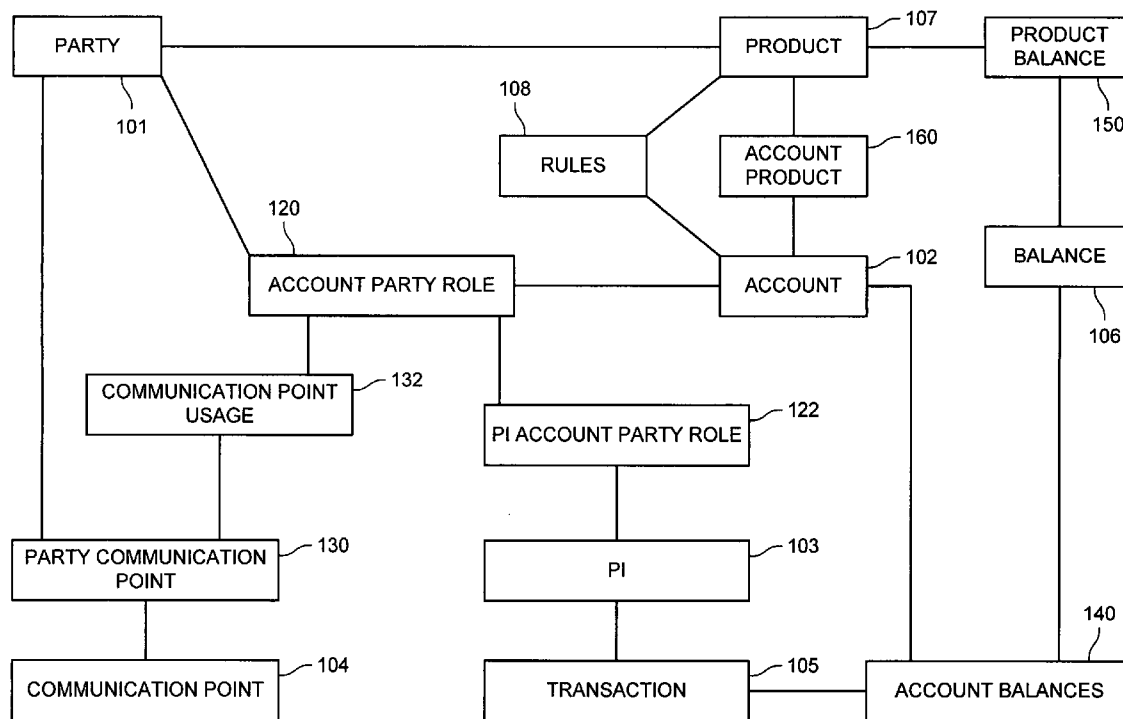 107
PARTY
PRODUCT
PRODUCT
BALANCE
101
108
150
160
RULES
ACCOUNT
PRODUCT
120
102
ACCOUNT PARTY ROLE
ACCOUNT
BALANCE
106
132
COMMUNICATION POINT
USAGE
122
PI ACCOUNT PARTY ROLE
130
103
PARTY COMMUNICATION
POINT
PI
140
104
105
COMMUNICATION POINT
TRANSACTION
ACCOUNT BALANCES